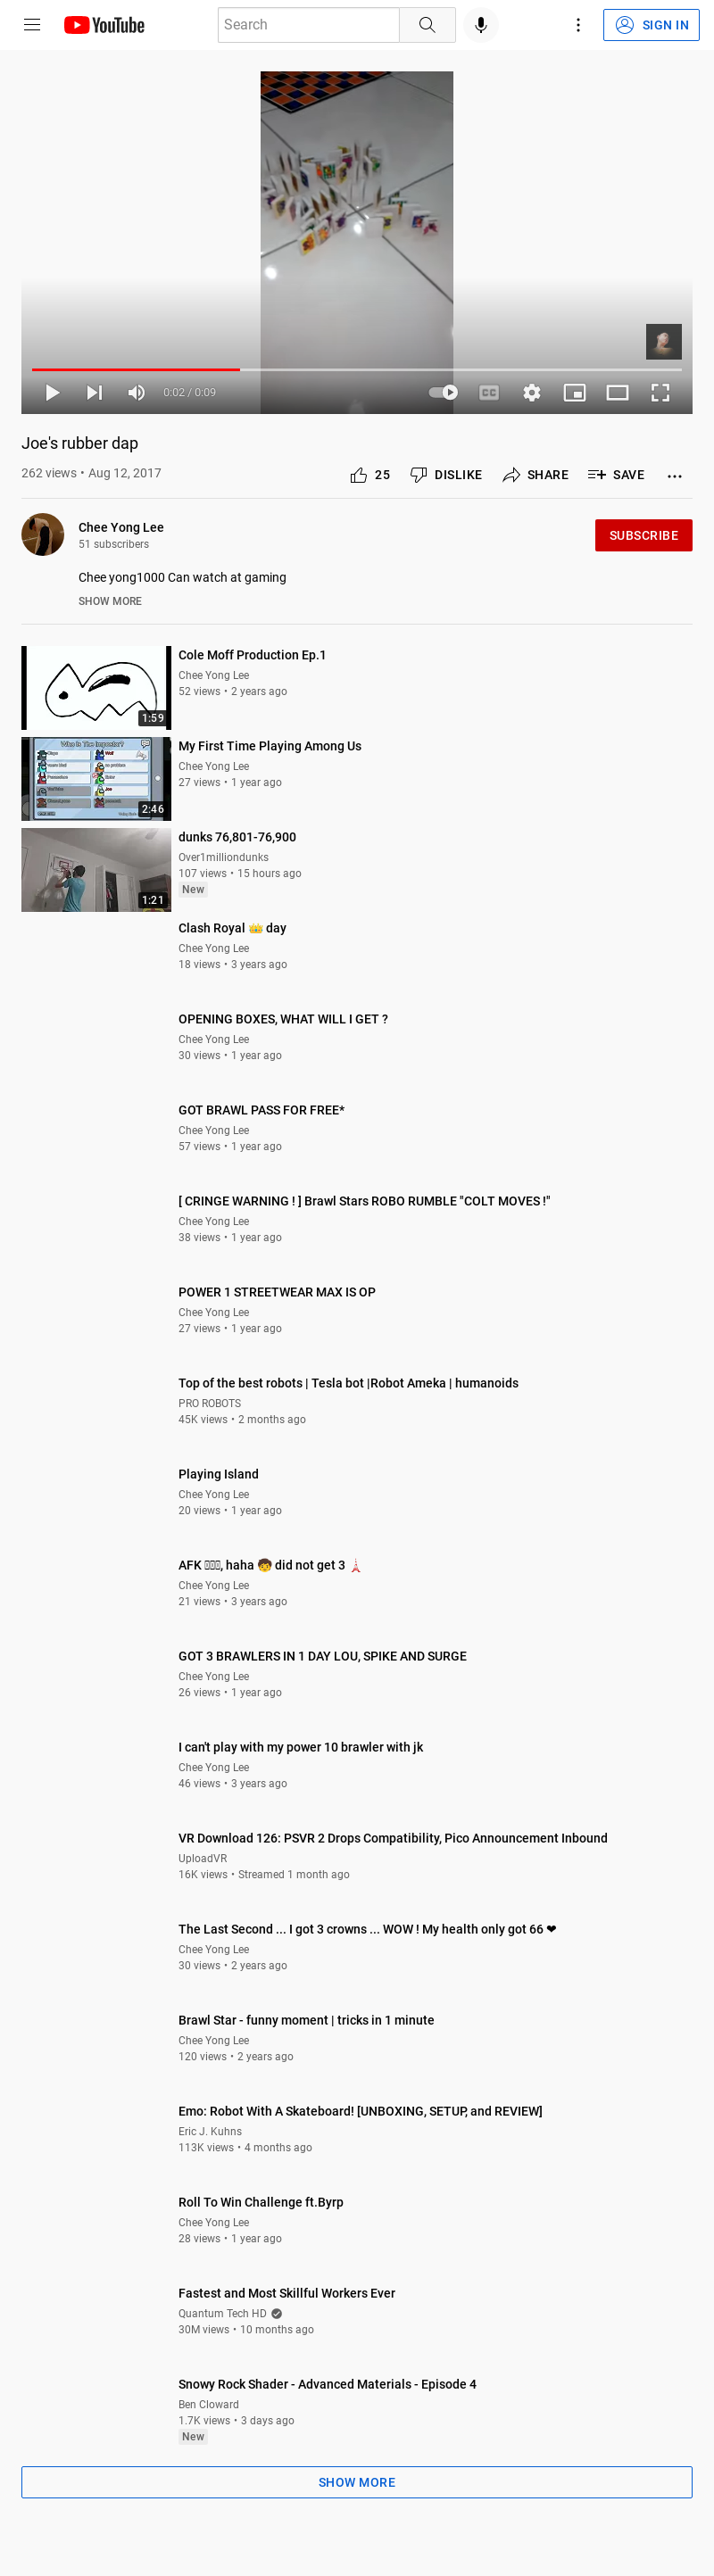 YouTube
Search
SIGN IN
0:02 / 0:09
CC
Joe's rubber dap
262 views • Aug 12, 2017
25
DISLIKE
SHARE
SAVE
Chee Yong Lee
51 subscribers
SUBSCRIBE
Chee yong1000 Can watch at gaming
SHOW MORE
Cole Moff Production Ep.1
Chee Yong Lee
52 views • 2 years ago
1:59
My First Time Playing Among Us
Chee Yong Lee
27 views • 1 year ago
Who Is The Impostor?
2:46
dunks 76,801-76,900
Over1milliondunks
107 views • 15 hours ago
New
1:21
Clash Royal 👑 day
Chee Yong Lee
18 views • 3 years ago
OPENING BOXES, WHAT WILL I GET ?
Chee Yong Lee
30 views • 1 year ago
GOT BRAWL PASS FOR FREE*
Chee Yong Lee
57 views • 1 year ago
[ CRINGE WARNING ! ] Brawl Stars ROBO RUMBLE "COLT MOVES !"
Chee Yong Lee
38 views • 1 year ago
POWER 1 STREETWEAR MAX IS OP
Chee Yong Lee
27 views • 1 year ago
Top of the best robots | Tesla bot |Robot Ameka | humanoids
PRO ROBOTS
45K views • 2 months ago
Playing Island
Chee Yong Lee
20 views • 1 year ago
AFK , haha 🧒 did not get 3 🗼
Chee Yong Lee
21 views • 3 years ago
GOT 3 BRAWLERS IN 1 DAY LOU, SPIKE AND SURGE
Chee Yong Lee
26 views • 1 year ago
I can't play with my power 10 brawler with jk
Chee Yong Lee
46 views • 3 years ago
VR Download 126: PSVR 2 Drops Compatibility, Pico Announcement Inbound
UploadVR
16K views • Streamed 1 month ago
The Last Second ... I got 3 crowns ... WOW ! My health only got 66 ❤
Chee Yong Lee
30 views • 2 years ago
Brawl Star - funny moment | tricks in 1 minute
Chee Yong Lee
120 views • 2 years ago
Emo: Robot With A Skateboard! [UNBOXING, SETUP, and REVIEW]
Eric J. Kuhns
113K views • 4 months ago
Roll To Win Challenge ft.Byrp
Chee Yong Lee
28 views • 1 year ago
Fastest and Most Skillful Workers Ever
Quantum Tech HD
30M views • 10 months ago
Snowy Rock Shader - Advanced Materials - Episode 4
Ben Cloward
1.7K views • 3 days ago
New
SHOW MORE